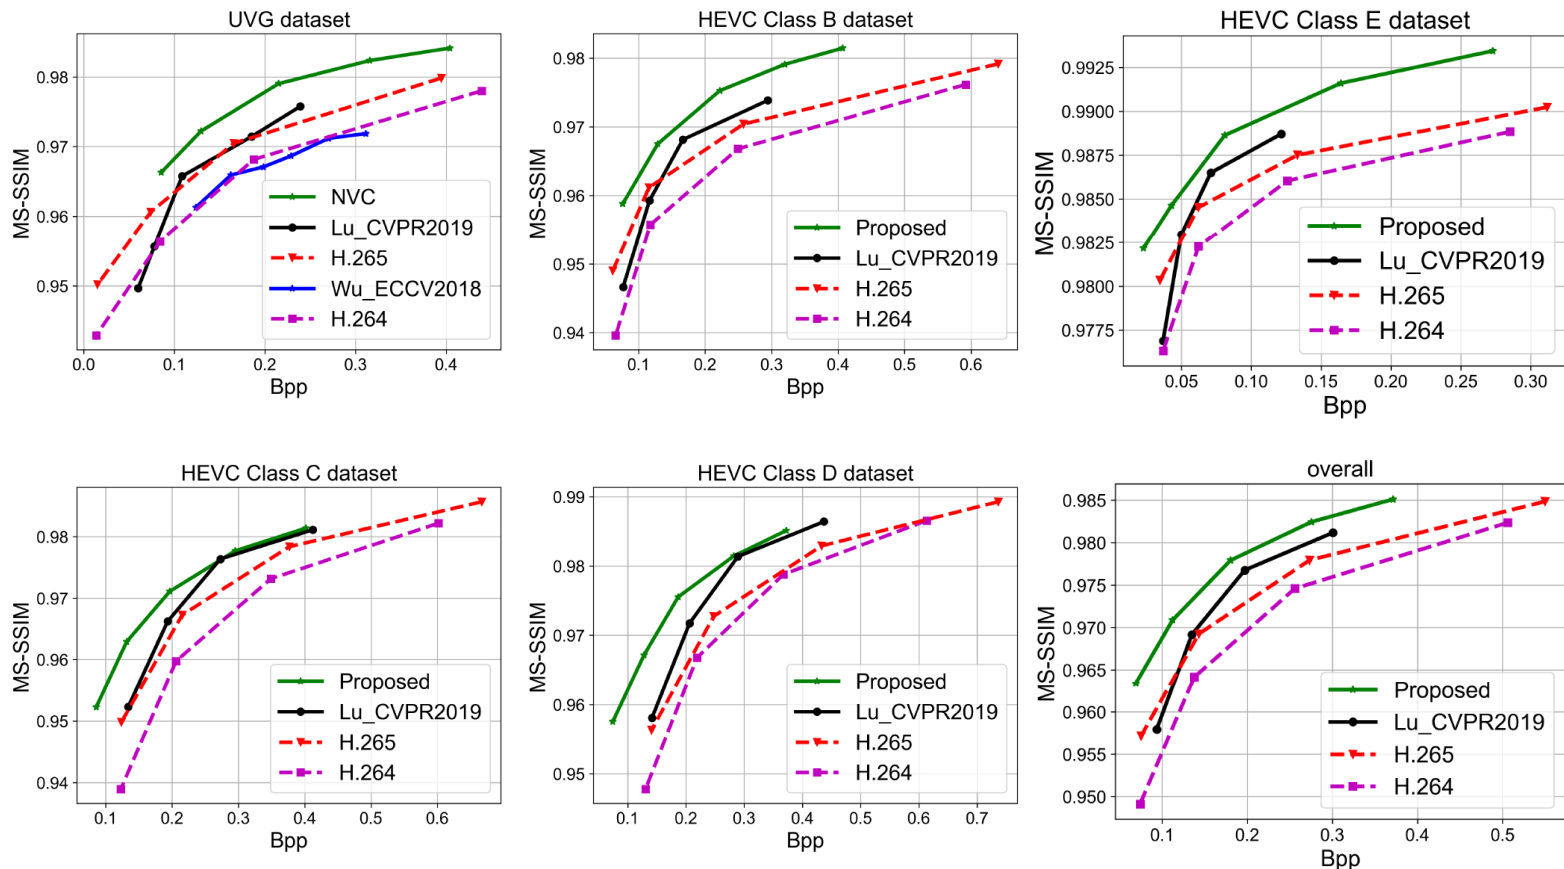 UVG dataset
MS-SSIM
0.98
0.97
0.96
0.95
NVC
Lu_CVPR2019
H.265
Wu_ECCV2018
H.264
0.0 0.1 0.2 0.3 0.4
Bpp
HEVC Class B dataset
MS-SSIM
0.98
0.97
0.96
0.95
0.94
Proposed
Lu_CVPR2019
H.265
H.264
0.1 0.2 0.3 0.4 0.5 0.6
Bpp
HEVC Class E dataset
MS-SSIM
0.9925
0.9900
0.9875
0.9850
0.9825
0.9800
0.9775
Proposed
Lu_CVPR2019
H.265
H.264
0.05 0.10 0.15 0.20 0.25 0.30
Bpp
HEVC Class C dataset
MS-SSIM
0.98
0.97
0.96
0.95
0.94
Proposed
Lu_CVPR2019
H.265
H.264
0.1 0.2 0.3 0.4 0.5 0.6
Bpp
HEVC Class D dataset
MS-SSIM
0.99
0.98
0.97
0.96
0.95
Proposed
Lu_CVPR2019
H.265
H.264
0.1 0.2 0.3 0.4 0.5 0.6 0.7
Bpp
overall
MS-SSIM
0.985
0.980
0.975
0.970
0.965
0.960
0.955
0.950
Proposed
Lu_CVPR2019
H.265
H.264
0.1 0.2 0.3 0.4 0.5
Bpp